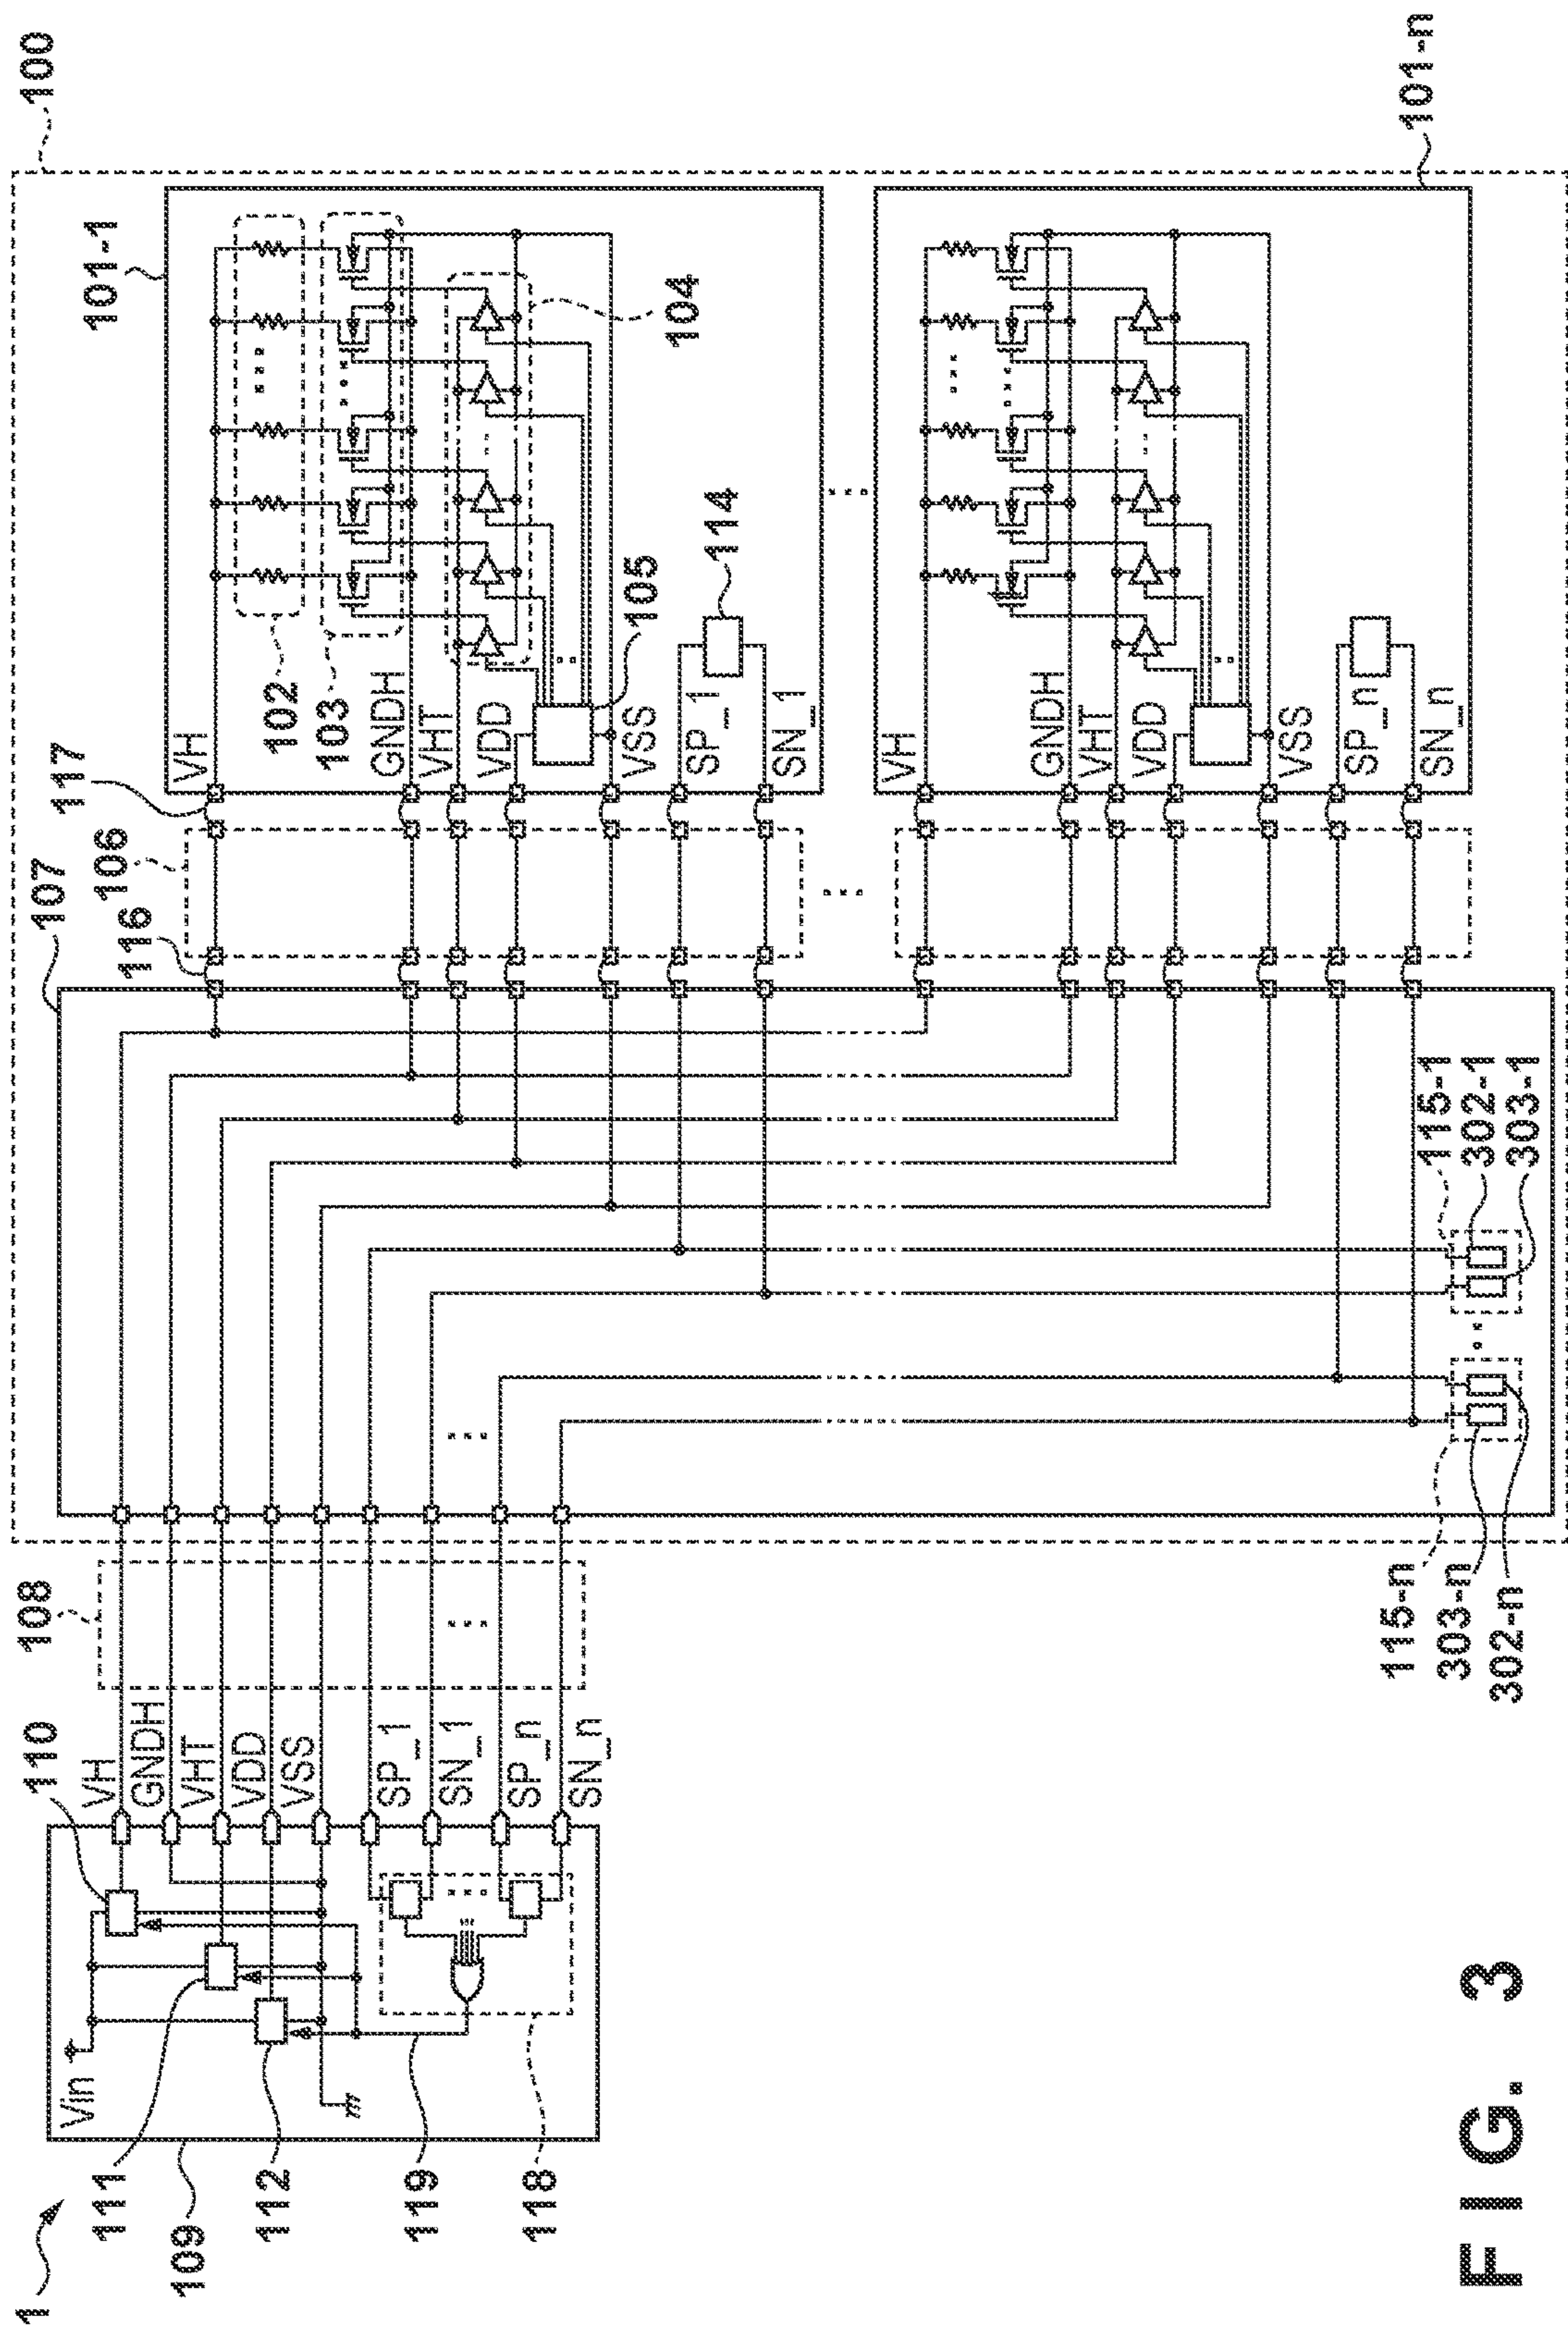 1
109
111
112
119
118
Vin
110
VH
GNDH
VHT
VDD
VSS
SP_1
SN_1
SP_n
SN_n
108
115-n
303-n
302-n
107
116
106
117
115-1
302-1
303-1
100
101-1
VH
102
103
GNDH
VHT
VDD
VSS
SP_1
SN_1
105
114
104
101-n
VH
GNDH
VHT
VDD
VSS
SP_n
SN_n
FIG. 3